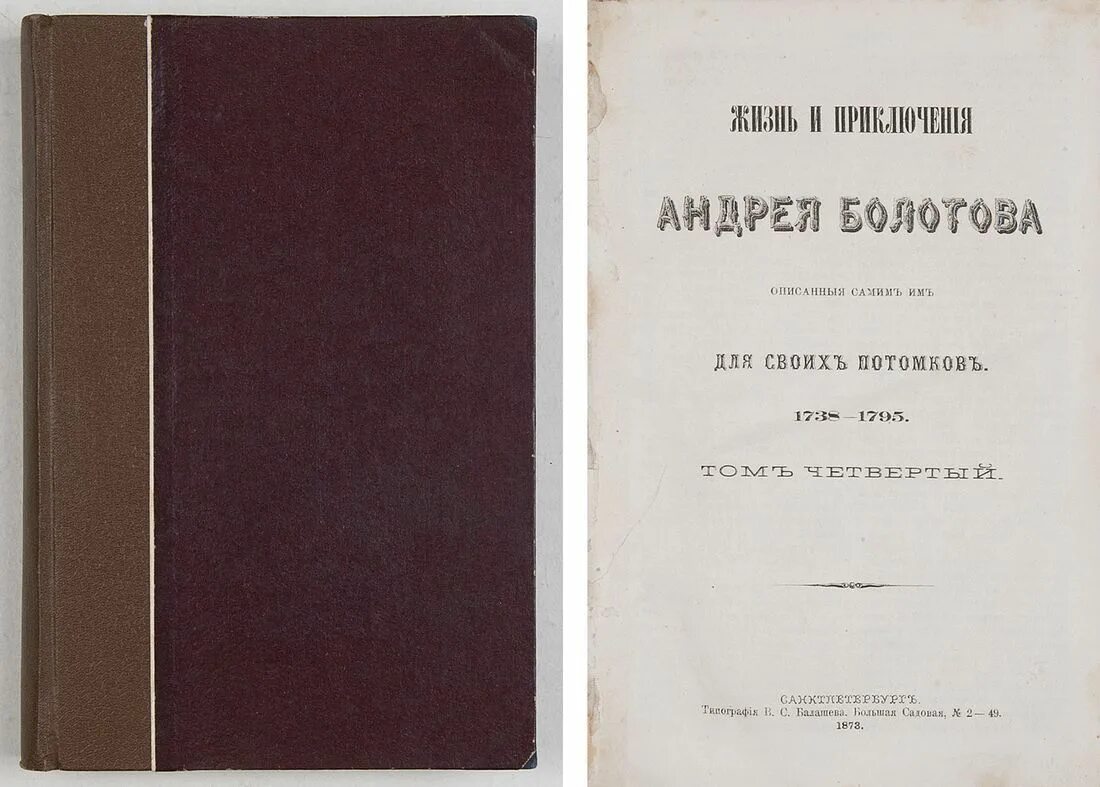 ЖИЗНЬ И ПРИКЛЮЧЕНІЯ
АНДРЕЯ БОЛОТОВА
ОПИСАННЫЯ САМИМЪ ИМЪ
ДЛЯ СВОИХЪ ПОТОМКОВЪ.
1738—1795.
ТОМЪ ЧЕТВЕРТЫЙ.
САНКТПЕТЕРБУРГЪ.
Типографія В. С. Балашева. Большая Садовая, № 2—49.
1873.